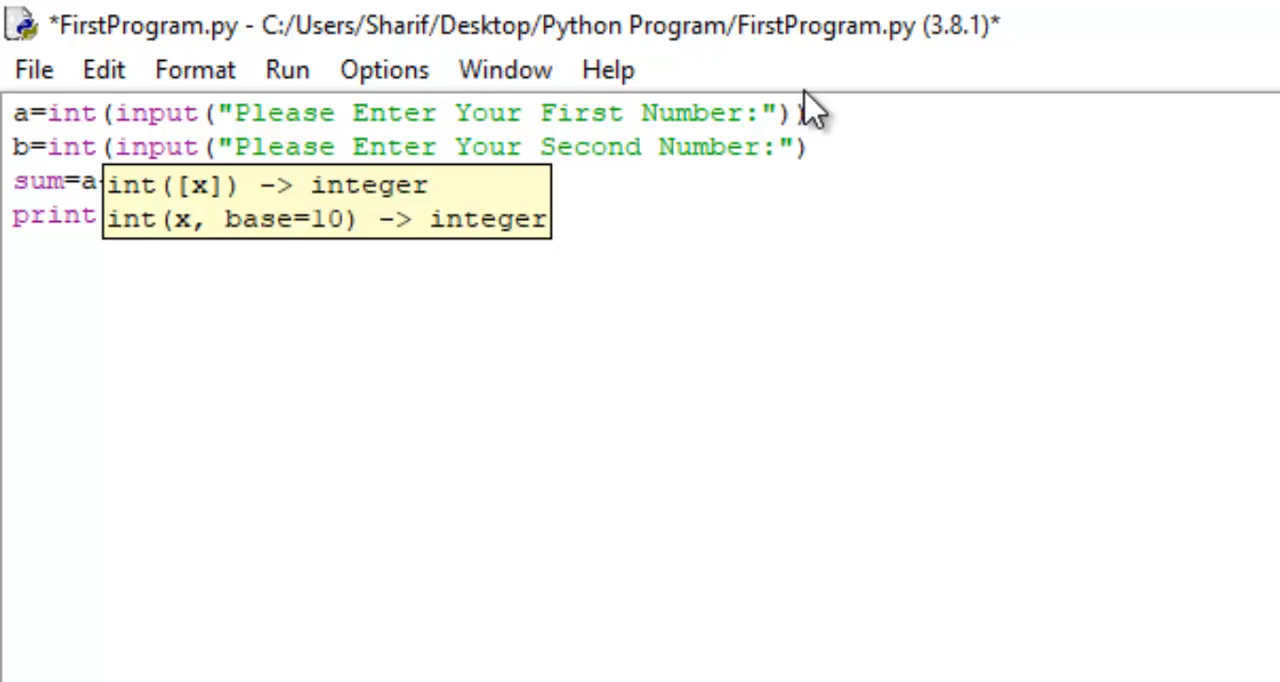 *FirstProgram.py - C:/Users/Sharif/Desktop/Python Program/FirstProgram.py (3.8.1)*
File Edit Format Run Options Window Help
a=int(input("Please Enter Your First Number:"))
b=int(input("Please Enter Your Second Number:")
sum=a
int([x]) -> integer
print
int(x, base=10) -> integer